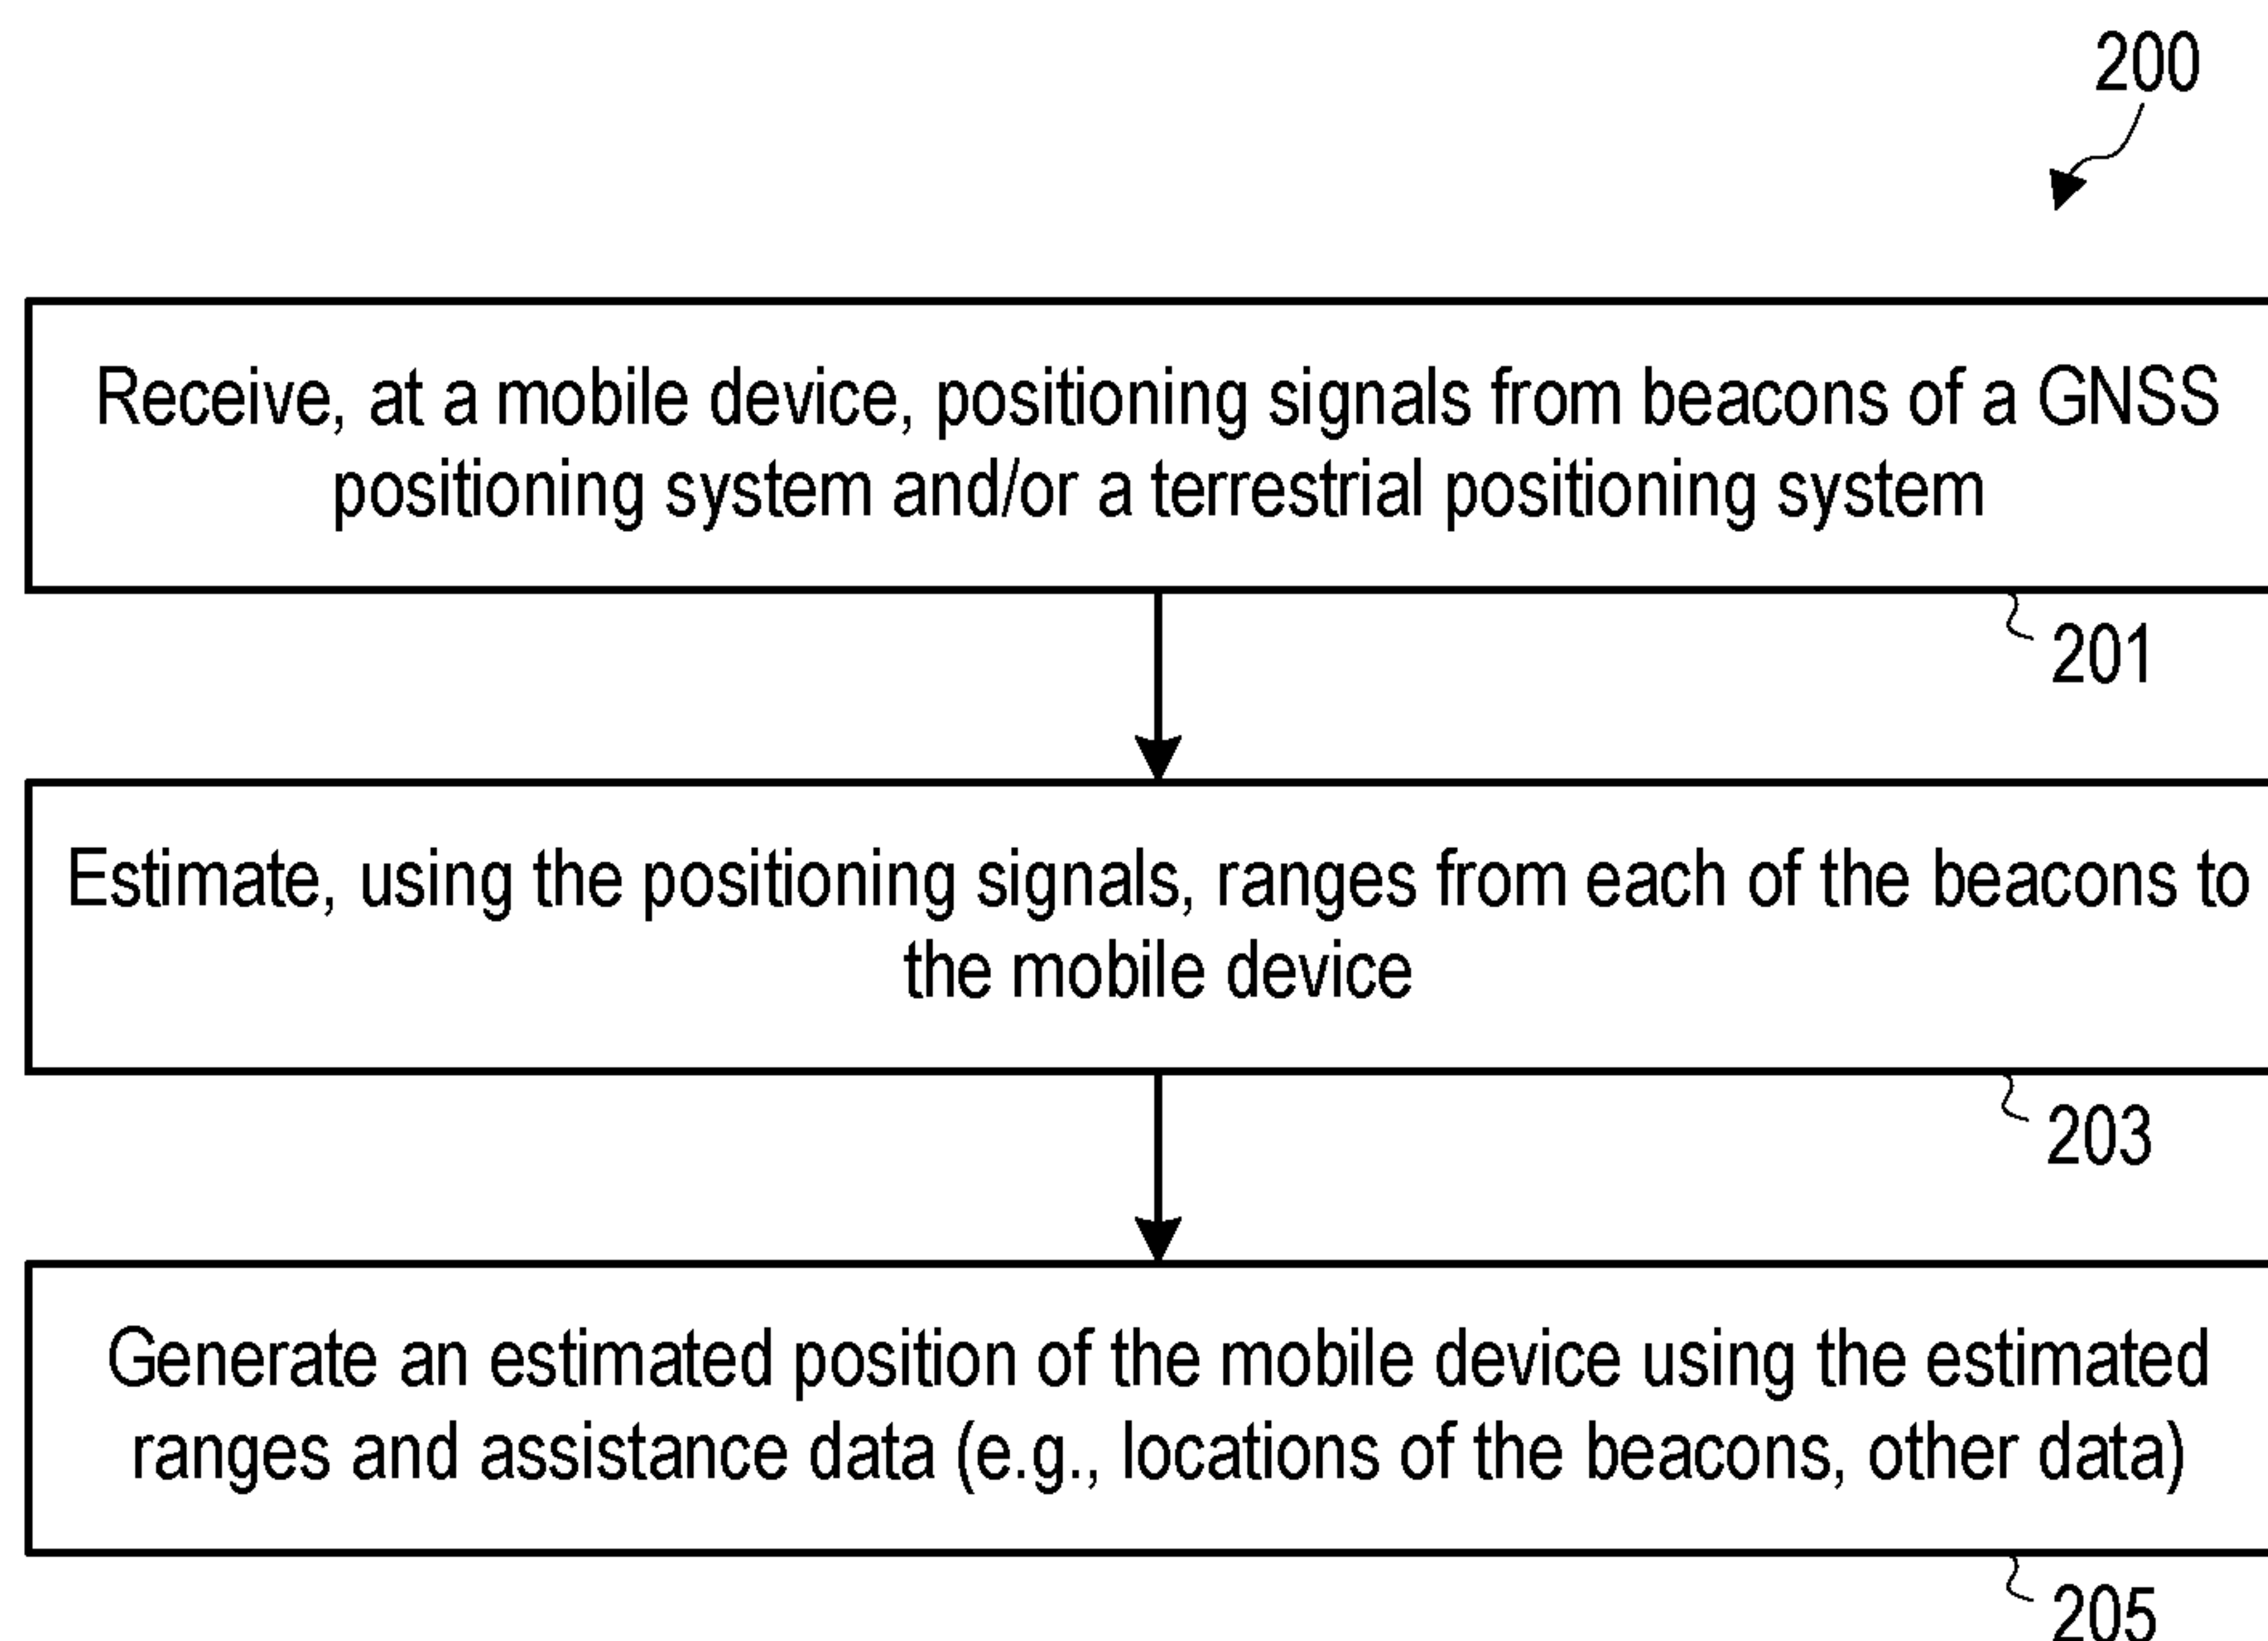 200
Receive, at a mobile device, positioning signals from beacons of a GNSS
positioning system and/or a terrestrial positioning system
201
Estimate, using the positioning signals, ranges from each of the beacons to
the mobile device
203
Generate an estimated position of the mobile device using the estimated
ranges and assistance data (e.g., locations of the beacons, other data)
205